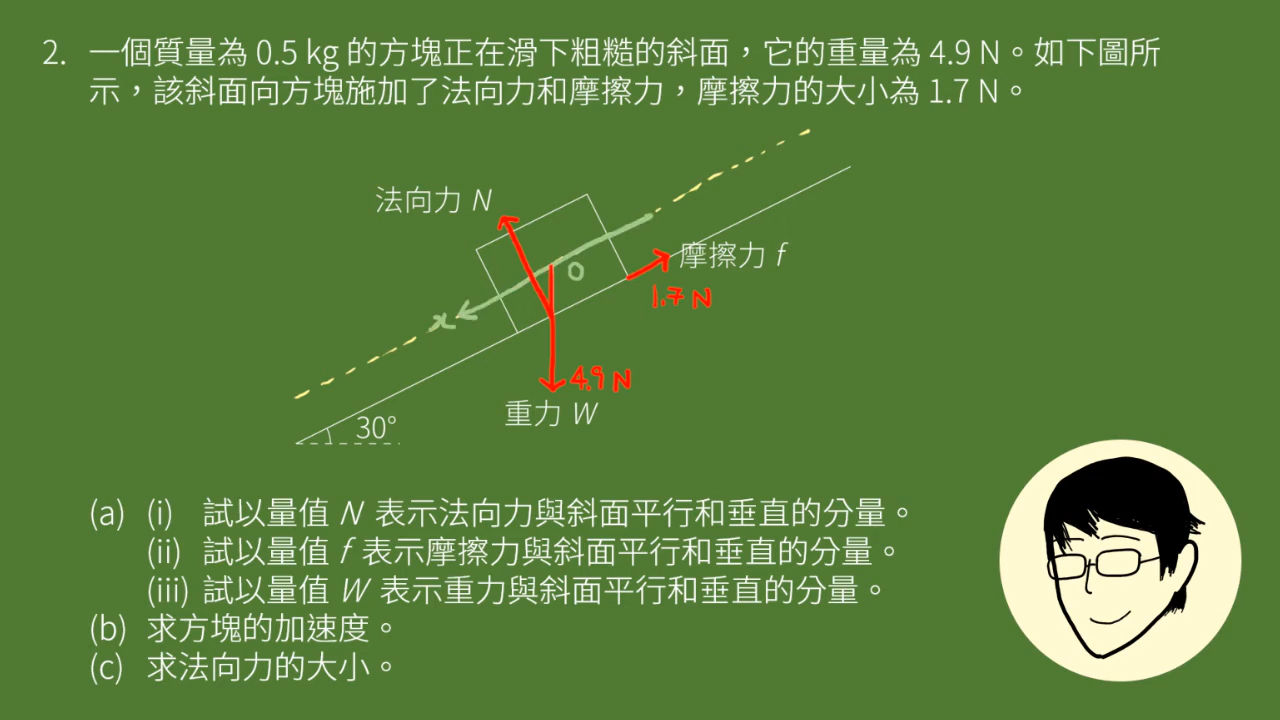 2. 一個質量為 0.5 kg 的方塊正在滑下粗糙的斜面，它的重量為 4.9 N。如下圖所
示，該斜面向方塊施加了法向力和摩擦力，摩擦力的大小為 1.7 N。
法向力 N
摩擦力 f
O
1.7 N
x
4.9 N
重力 W
30°
(a) (i) 試以量值 N 表示法向力與斜面平行和垂直的分量。
(ii) 試以量值 f 表示摩擦力與斜面平行和垂直的分量。
(iii) 試以量值 W 表示重力與斜面平行和垂直的分量。
(b) 求方塊的加速度。
(c) 求法向力的大小。